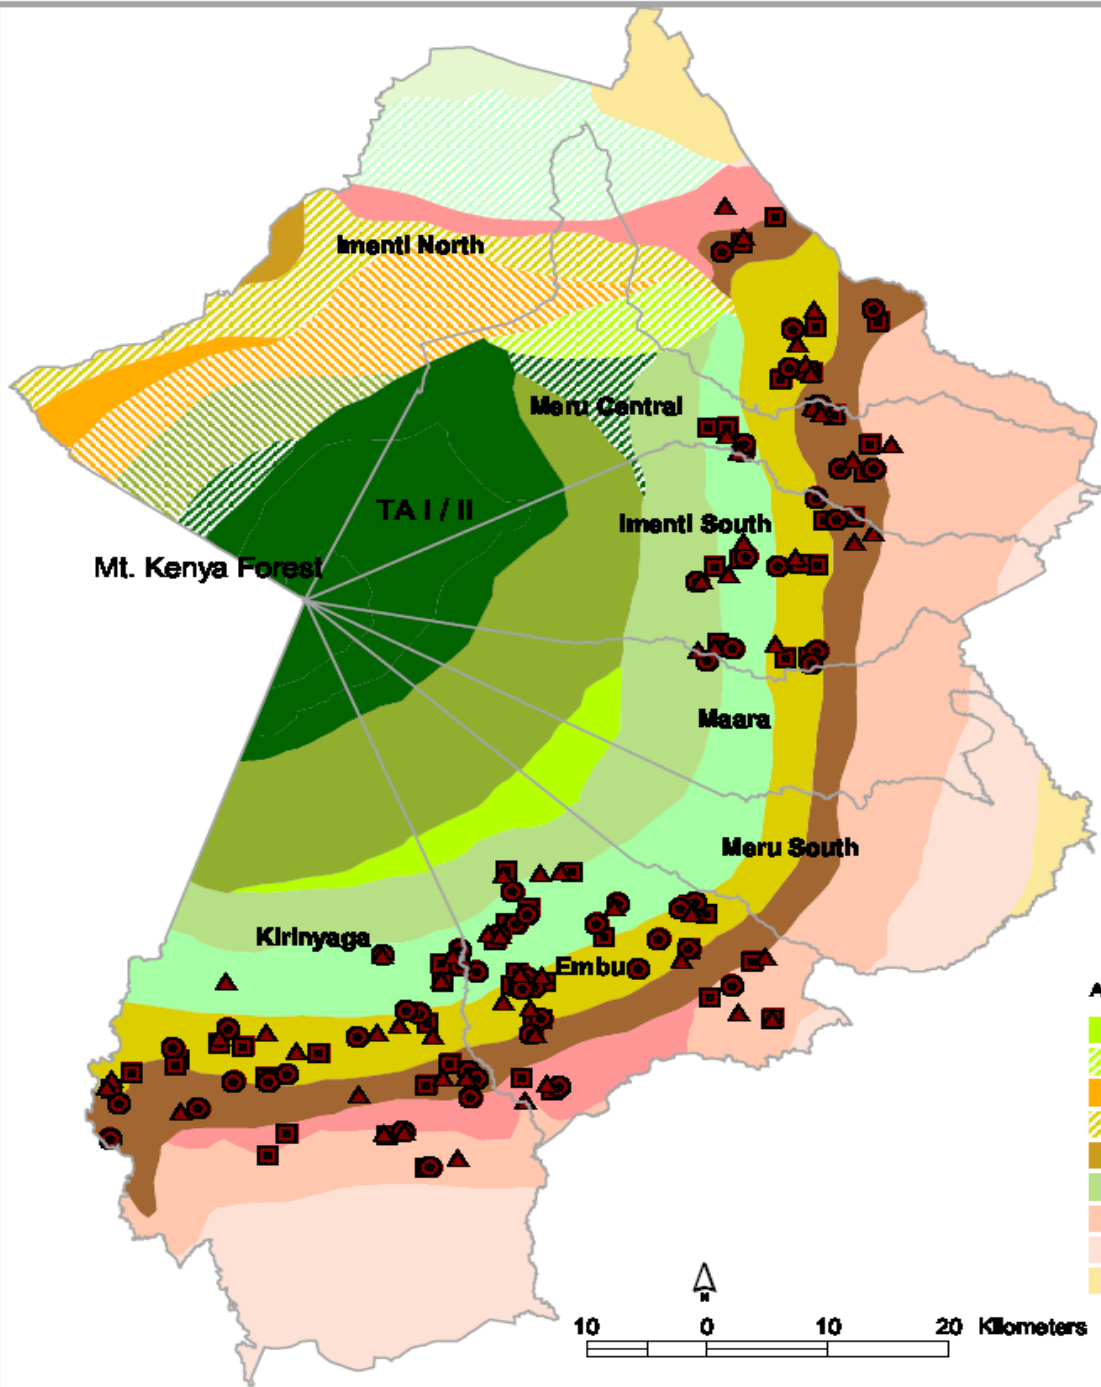 Imenti North
Meru Central
TA I / II
Imenti South
Mt. Kenya Forest
Maara
Meru South
Kirinyaga
Embu
A
N
10 0 10 20 Kilometers